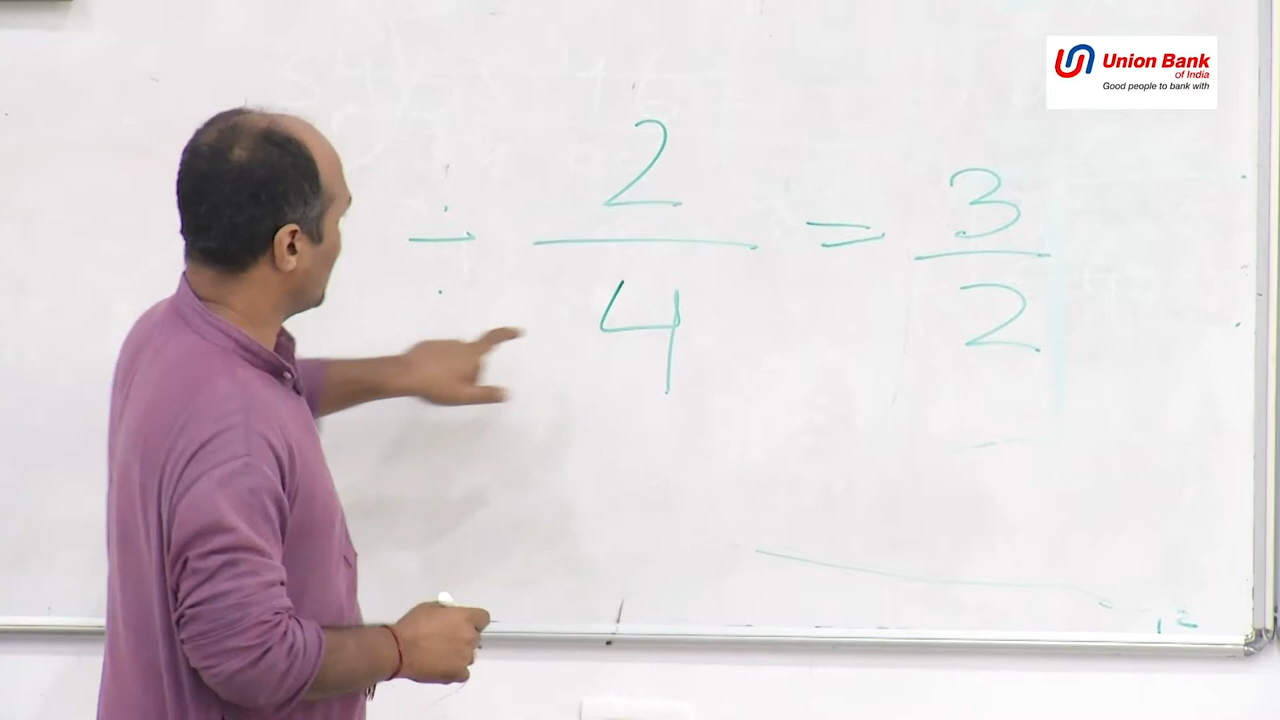 ÷ 2/4 = 3/2
Union Bank
of India
Good people to bank with